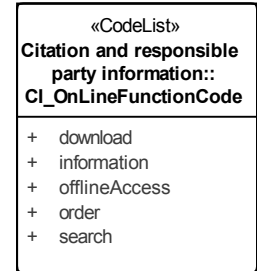 «CodeList»
Citation and responsible
party information::
CI_OnLineFunctionCode
+ download
+ information
+ offlineAccess
+ order
+ search